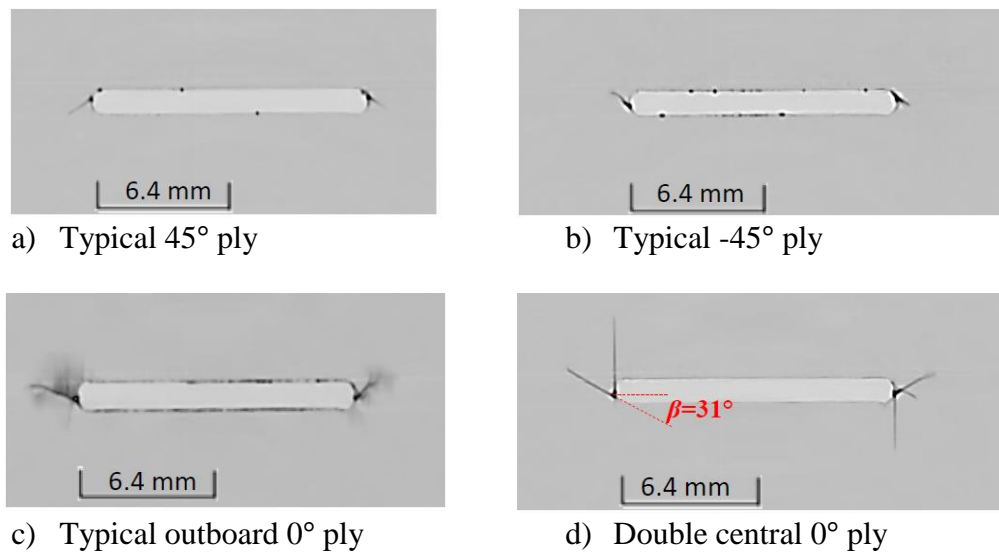 6.4 mm
6.4 mm
a) Typical 45° ply
b) Typical -45° ply
β=31°
6.4 mm
6.4 mm
c) Typical outboard 0° ply
d) Double central 0° ply